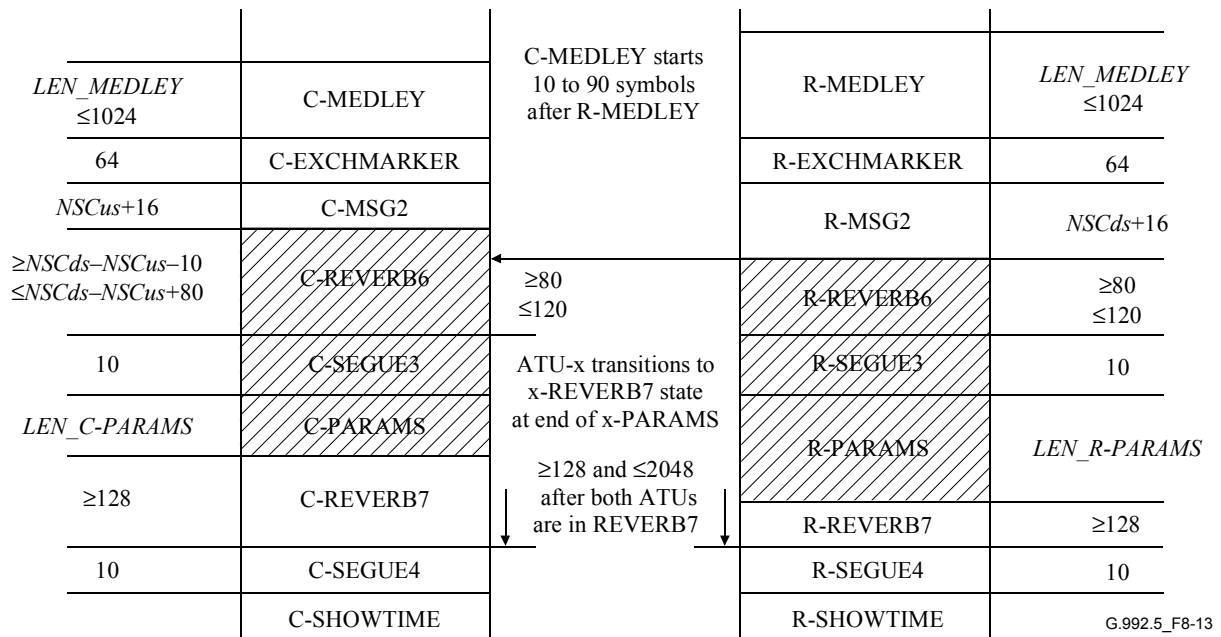 C-MEDLEY starts
10 to 90 symbols
after R-MEDLEY
LEN_MEDLEY
≤1024
C-MEDLEY
R-MEDLEY
LEN_MEDLEY
≤1024
64
C-EXCHMARKER
R-EXCHMARKER
64
NSCus+16
C-MSG2
R-MSG2
NSCds+16
≥NSCds–NSCus–10
≤NSCds–NSCus+80
C-REVERB6
≥80
≤120
R-REVERB6
≥80
≤120
10
C-SEGUE3
ATU-x transitions to
x-REVERB7 state
at end of x-PARAMS
R-SEGUE3
10
LEN_C-PARAMS
C-PARAMS
R-PARAMS
LEN_R-PARAMS
≥128
C-REVERB7
≥128 and ≤2048
after both ATUs
are in REVERB7
R-REVERB7
≥128
10
C-SEGUE4
R-SEGUE4
10
C-SHOWTIME
R-SHOWTIME
G.992.5_F8-13